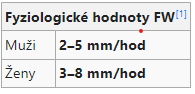 Fyziologické hodnoty FW[1]
Muži 2–5 mm/hod
Ženy 3–8 mm/hod